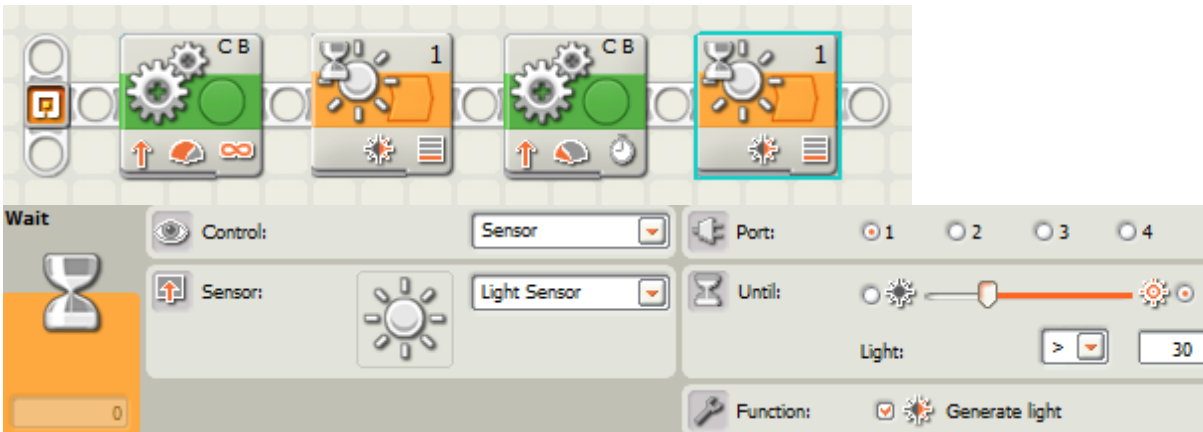 C B
1
C B
1
Wait
Control:
Sensor
Port:
1
2
3
4
Sensor:
Light Sensor
Until:
Light:
>
30
0
Function:
Generate light